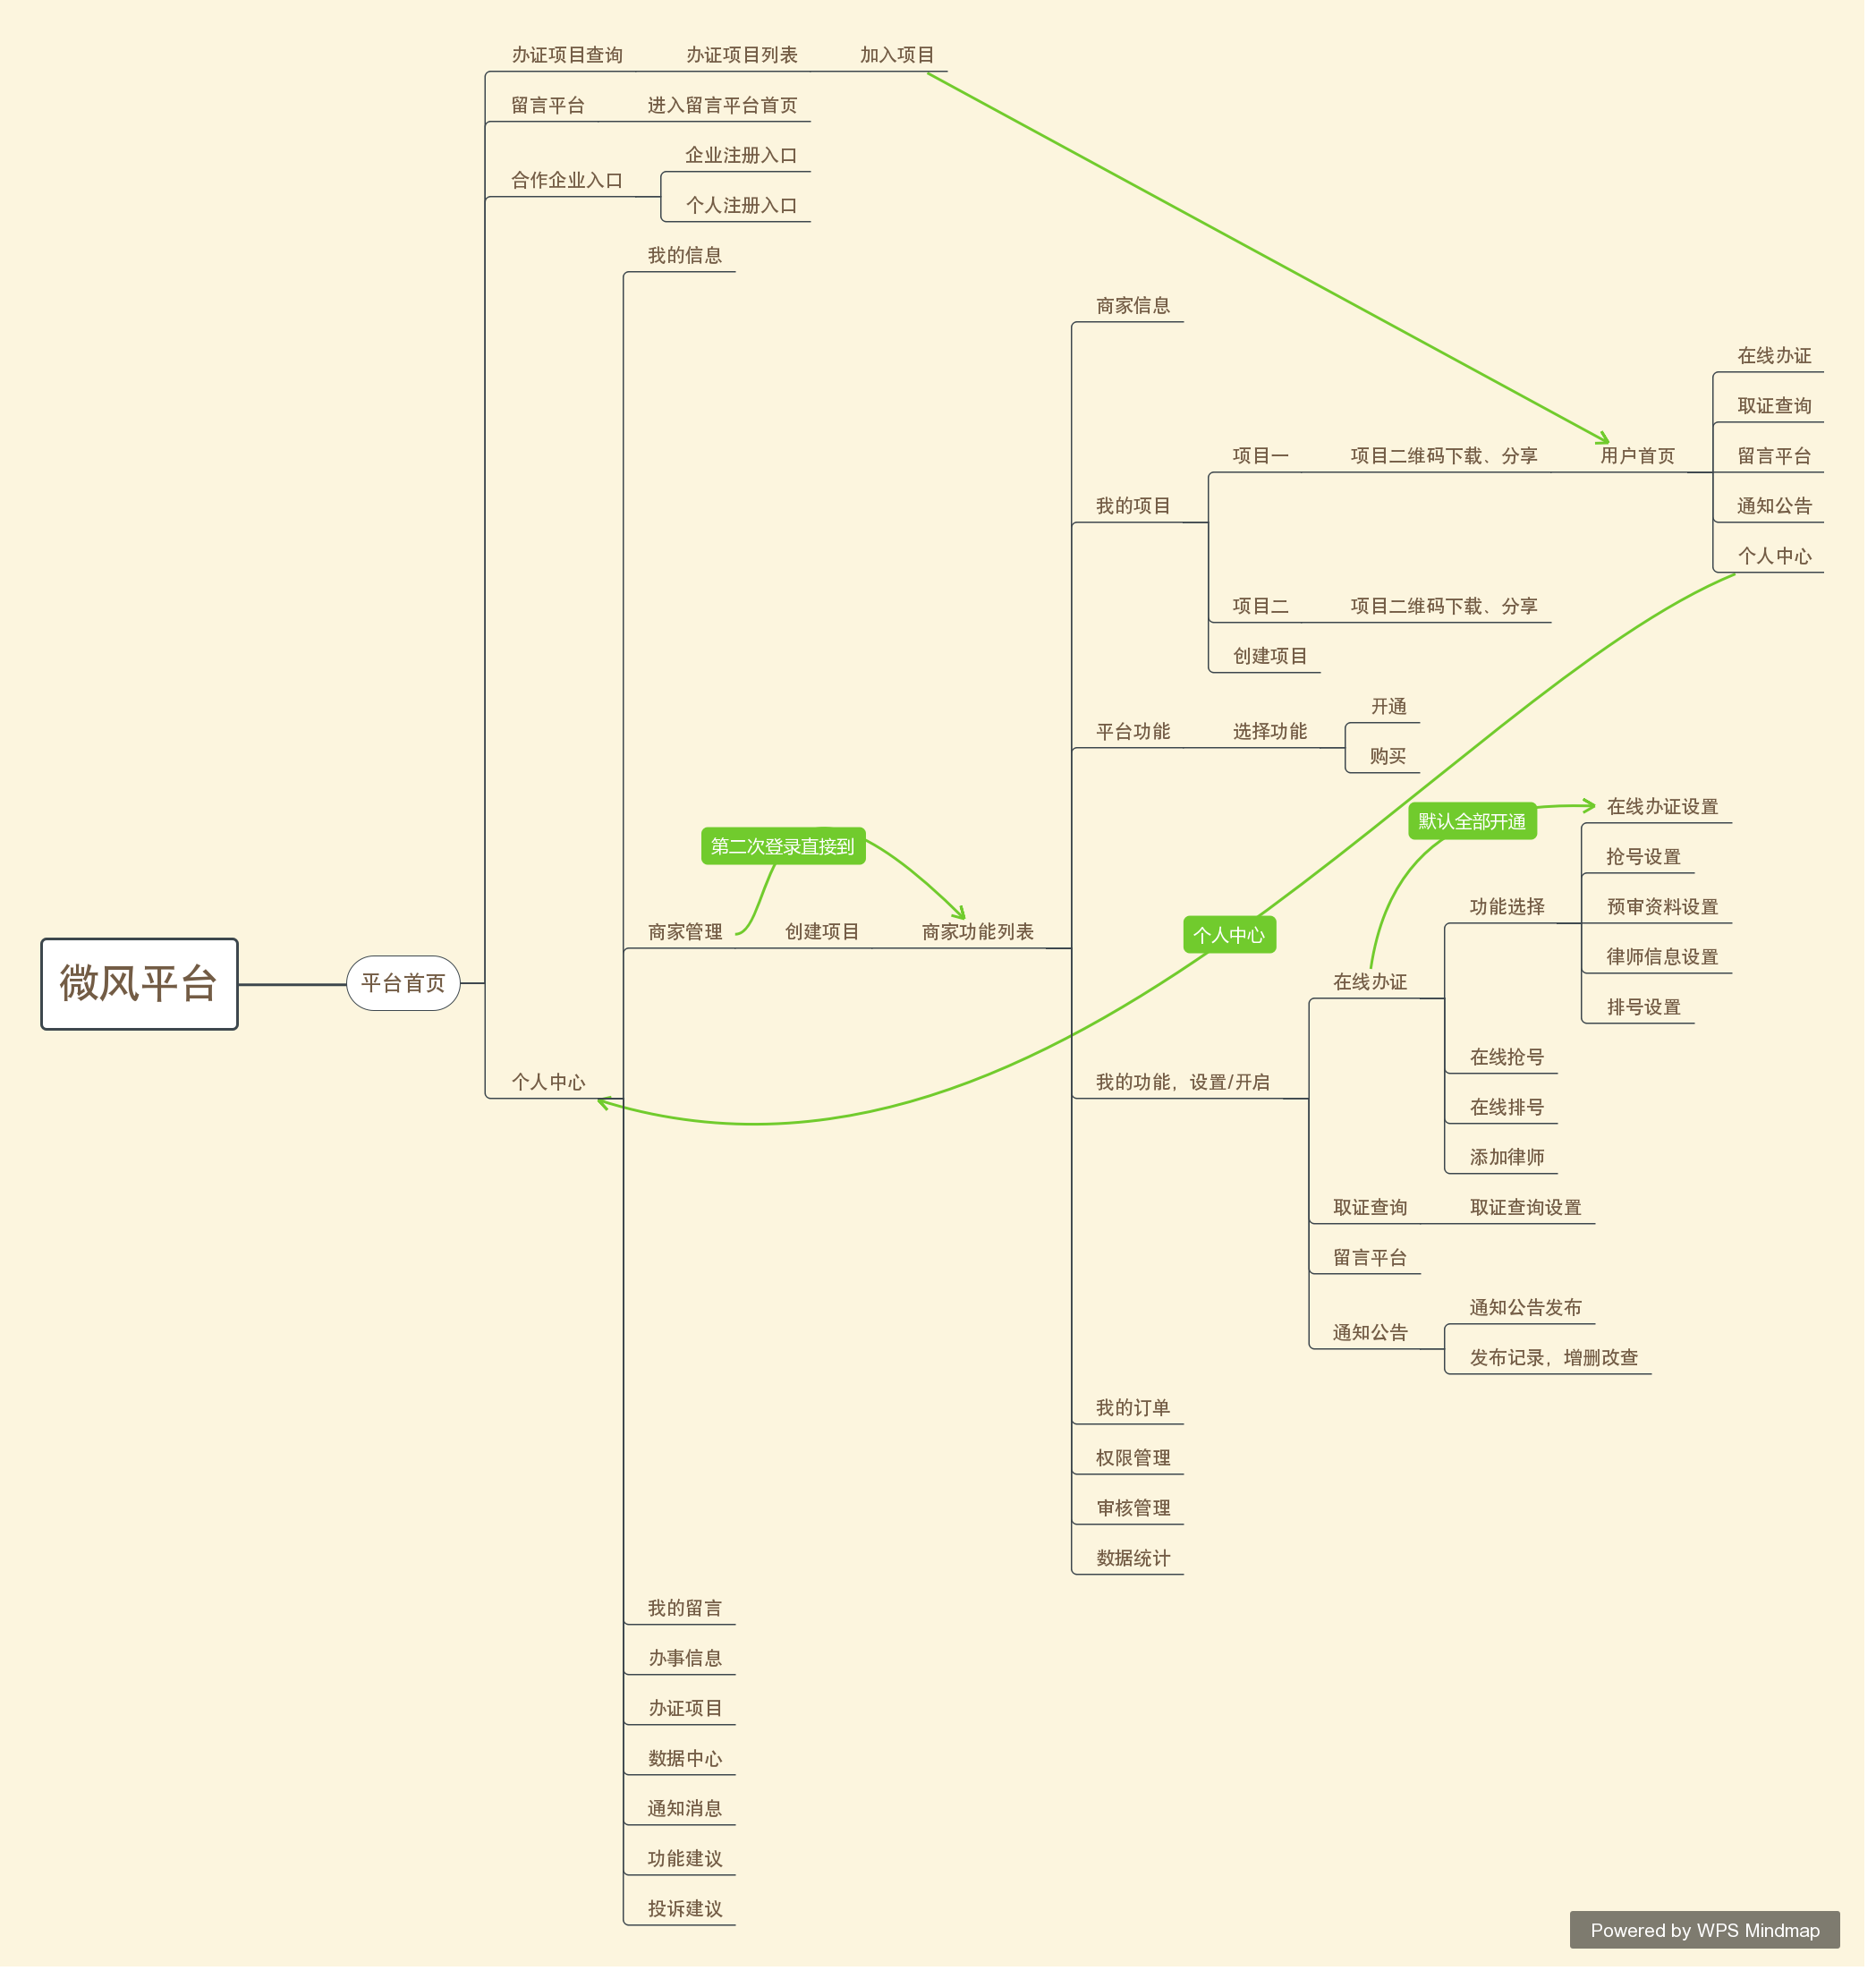 微风平台
平台首页
办证项目查询
办证项目列表
加入项目
留言平台
进入留言平台首页
合作企业入口
企业注册入口
个人注册入口
个人中心
我的信息
商家管理
第二次登录直接到
创建项目
商家功能列表
商家信息
我的项目
项目一
项目二维码下载、分享
用户首页
在线办证
取证查询
留言平台
通知公告
个人中心
项目二
项目二维码下载、分享
创建项目
平台功能
选择功能
开通
购买
个人中心
我的功能，设置/开启
在线办证
默认全部开通
功能选择
在线办证设置
抢号设置
预审资料设置
律师信息设置
排号设置
在线抢号
在线排号
添加律师
取证查询
取证查询设置
留言平台
通知公告
通知公告发布
发布记录，增删改查
我的订单
权限管理
审核管理
数据统计
我的留言
办事信息
办证项目
数据中心
通知消息
功能建议
投诉建议
Powered by WPS Mindmap